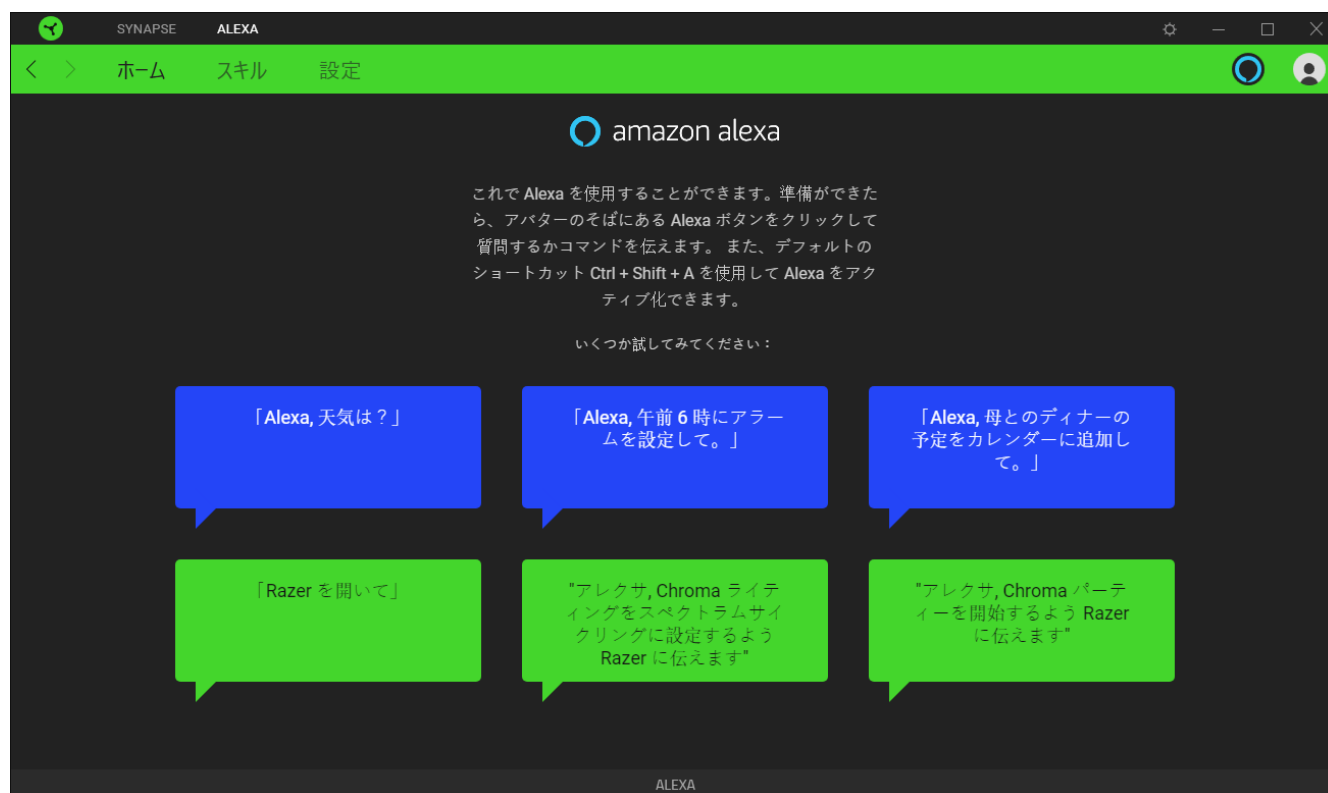 SYNAPSE ALEXA
ホーム スキル 設定
amazon alexa
これで Alexa を使用することができます。準備ができた
ら、アバターのそばにある Alexa ボタンをクリックして
質問するかコマンドを伝えます。 また、デフォルトの
ショートカット Ctrl + Shift + A を使用して Alexa をアク
ティブ化できます。
いくつか試してみてください：
「Alexa, 天気は？」
「Alexa, 午前 6 時にアラー
ムを設定して。」
「Alexa, 母とのディナーの
予定をカレンダーに追加し
て。」
「Razer を開いて」
"アレクサ, Chroma ライテ
ィングをスペクトラムサイ
クリングに設定するよう
Razer に伝えます"
"アレクサ, Chroma パーテ
ィーを開始するよう Razer
に伝えます"
ALEXA